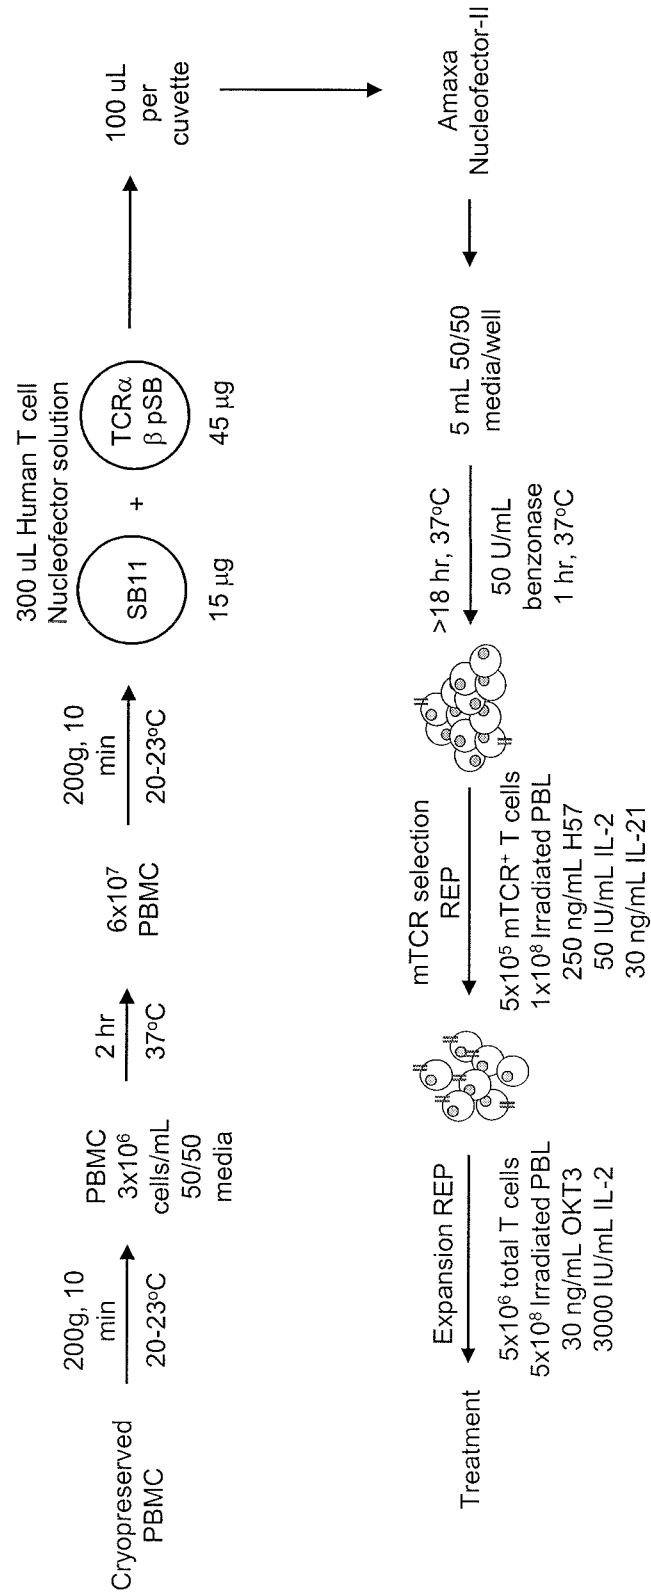 Cryopreserved
PBMC
200g, 10
min
20-23°C
PBMC
3x10⁶
cells/mL
50/50
media
2 hr
37°C
6x10⁷
PBMC
200g, 10
min
20-23°C
300 uL Human T cell
Nucleofector solution
SB11
15 µg
+
TCRα
β pSB
45 µg
100 uL
per
cuvette
Amaxa
Nucleofector-II
5 mL 50/50
media/well
>18 hr, 37°C
50 U/mL
benzonase
1 hr, 37°C
mTCR selection
REP
5x10⁵ mTCR⁺ T cells
1x10⁸ Irradiated PBL
250 ng/mL H57
50 IU/mL IL-2
30 ng/mL IL-21
Expansion REP
5x10⁶ total T cells
5x10⁸ Irradiated PBL
30 ng/mL OKT3
3000 IU/mL IL-2
Treatment